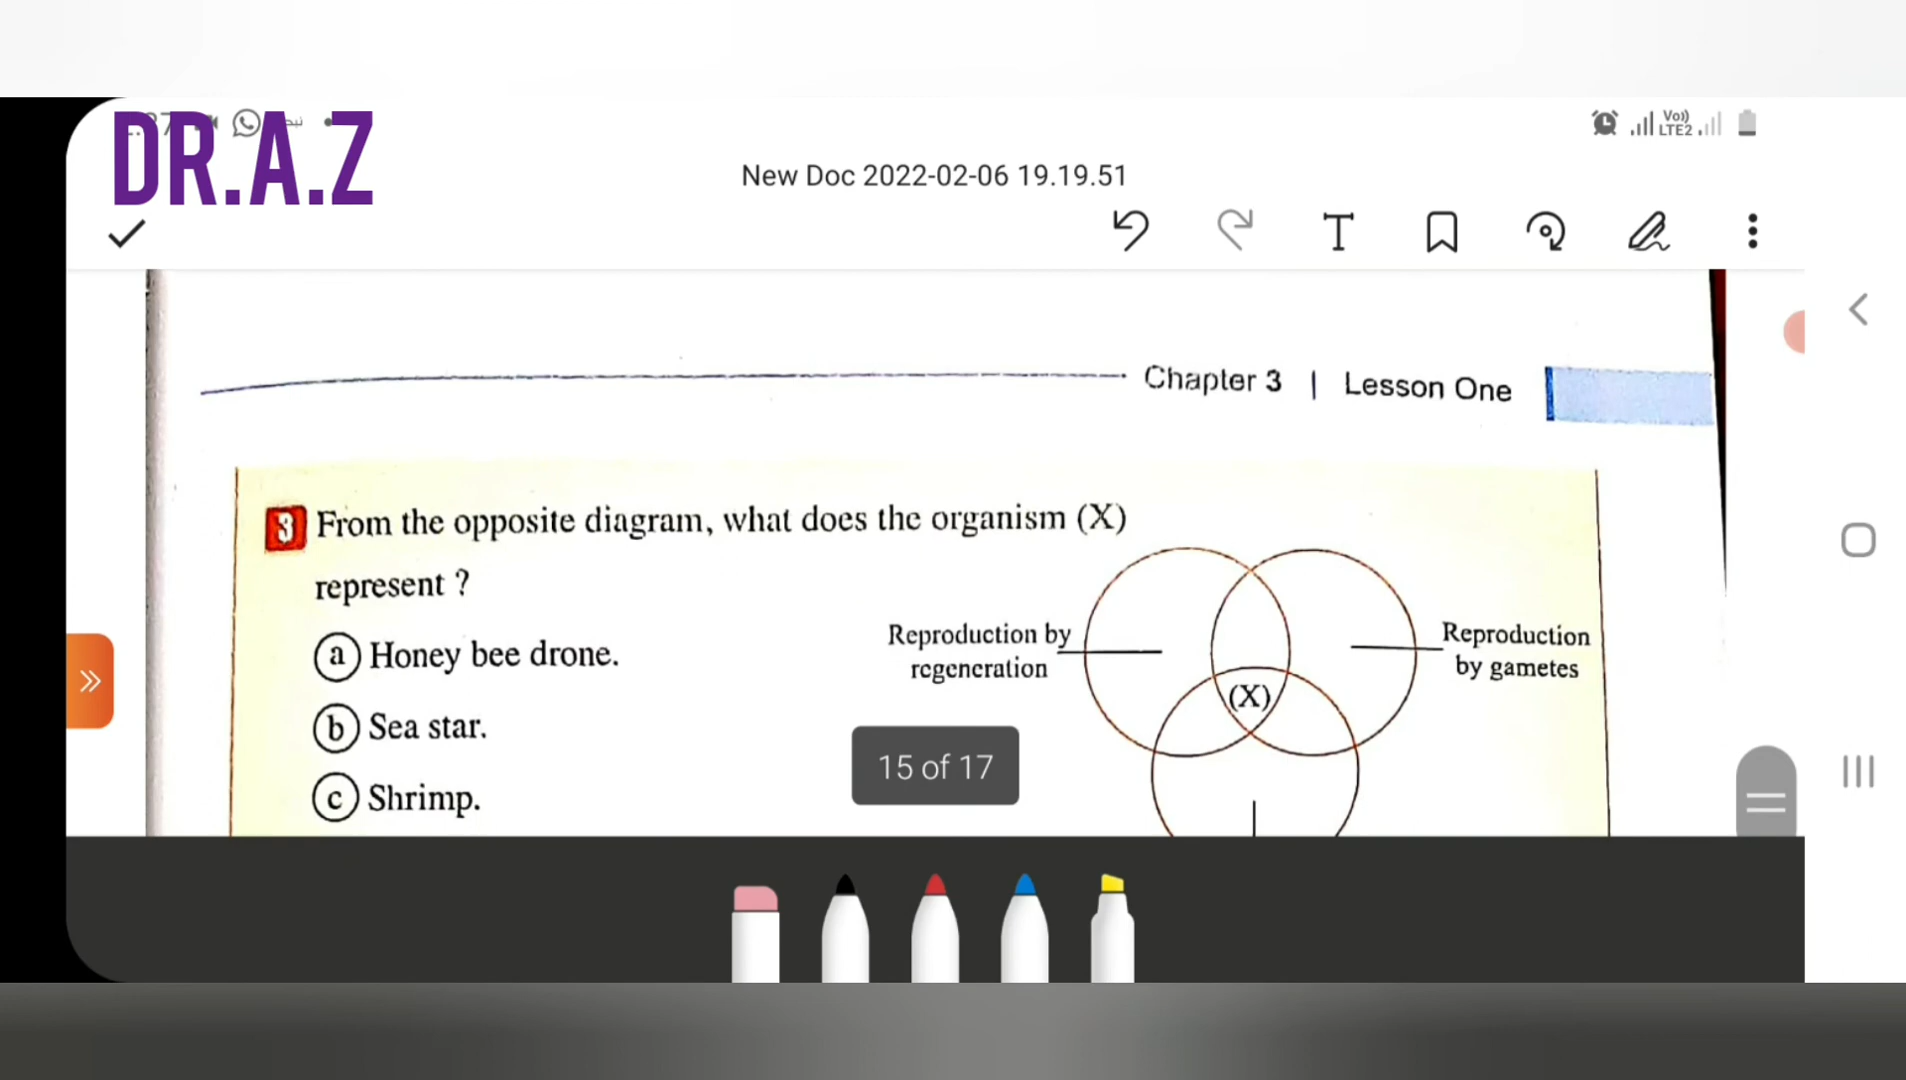 DR.A.Z
Vo))
LTE2
New Doc 2022-02-06 19.19.51
Chapter 3 | Lesson One
3 From the opposite diagram, what does the organism (X)
represent ?
a Honey bee drone.
b Sea star.
c Shrimp.
Reproduction by
regeneration
Reproduction
by gametes
(X)
15 of 17